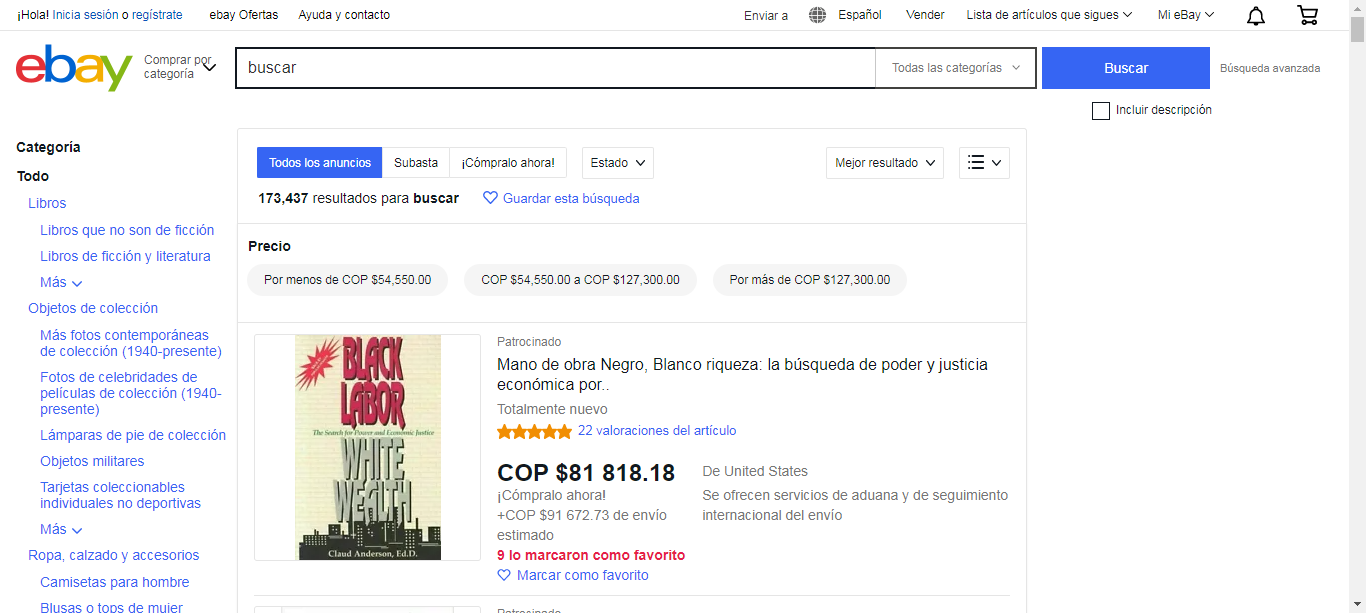 ¡Hola! Inicia sesión o regístrate ebay Ofertas Ayuda y contacto Enviar a Español Vender Lista de artículos que sigues Mi eBay
ebay
Comprar por
categoría
buscar
Todas las categorías
Buscar
Búsqueda avanzada
Incluir descripción
Categoría
Todo
Libros
Libros que no son de ficción
Libros de ficción y literatura
Más
Objetos de colección
Más fotos contemporáneas
de colección (1940-presente)
Fotos de celebridades de
películas de colección (1940-
presente)
Lámparas de pie de colección
Objetos militares
Tarjetas coleccionables
individuales no deportivas
Más
Ropa, calzado y accesorios
Camisetas para hombre
Blusas o tops de mujer
Todos los anuncios Subasta ¡Cómpralo ahora! Estado Mejor resultado
173,437 resultados para buscar Guardar esta búsqueda
Precio
Por menos de COP $54,550.00 COP $54,550.00 a COP $127,300.00 Por más de COP $127,300.00
BLACK
LABOR
The Search for Power and Economic Justice
WHITE
WEALTH
Claud Anderson, Ed.D.
Patrocinado
Mano de obra Negro, Blanco riqueza: la búsqueda de poder y justicia
económica por..
Totalmente nuevo
22 valoraciones del artículo
COP $81 818.18
¡Cómpralo ahora!
+COP $91 672.73 de envío
estimado
9 lo marcaron como favorito
Marcar como favorito
De United States
Se ofrecen servicios de aduana y de seguimiento
internacional del envío
Patrocinado